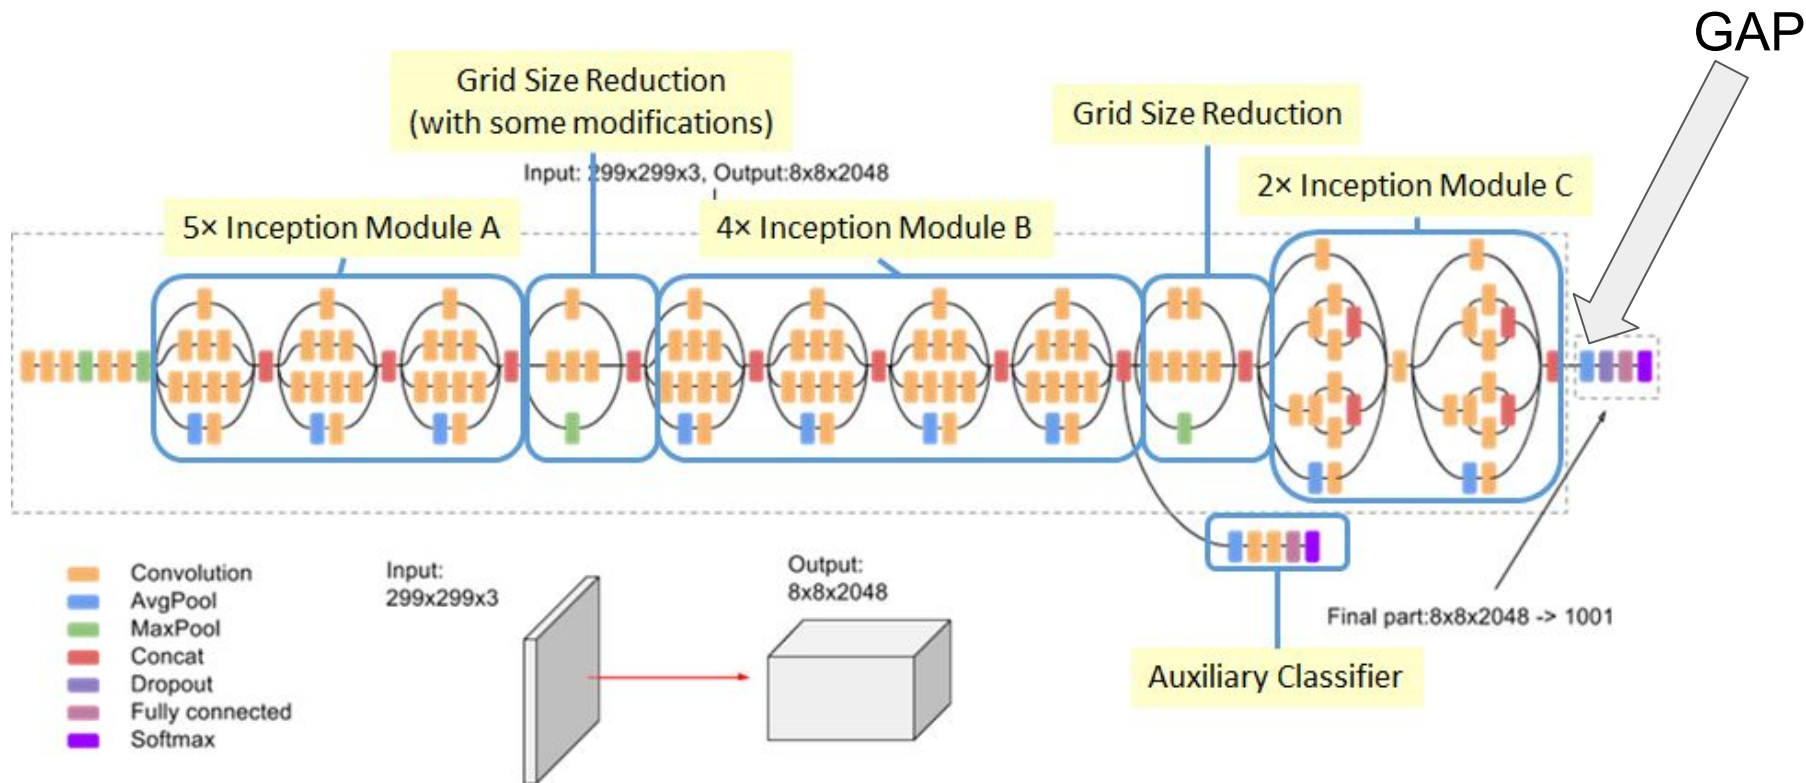 GAP
Grid Size Reduction
(with some modifications)
Grid Size Reduction
Input: 299x299x3, Output:8x8x2048
2× Inception Module C
5× Inception Module A
4× Inception Module B
Convolution
AvgPool
MaxPool
Concat
Dropout
Fully connected
Softmax
Input:
299x299x3
Output:
8x8x2048
Final part:8x8x2048 -> 1001
Auxiliary Classifier